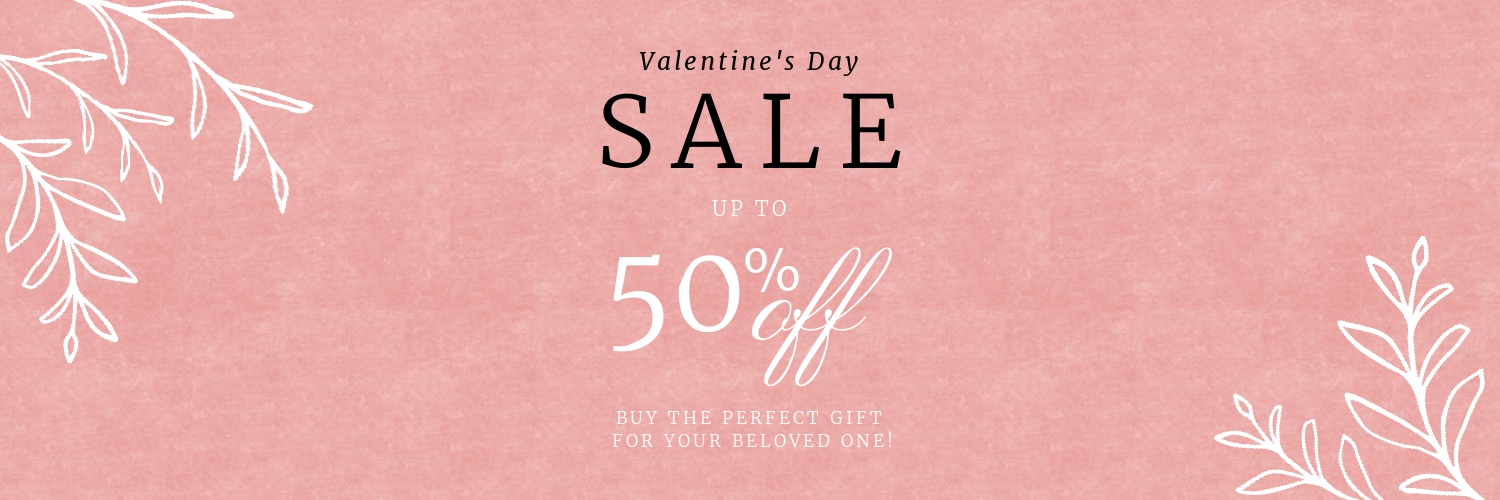 Valentine's Day
SALE
UP TO
50% off
BUY THE PERFECT GIFT
FOR YOUR BELOVED ONE!